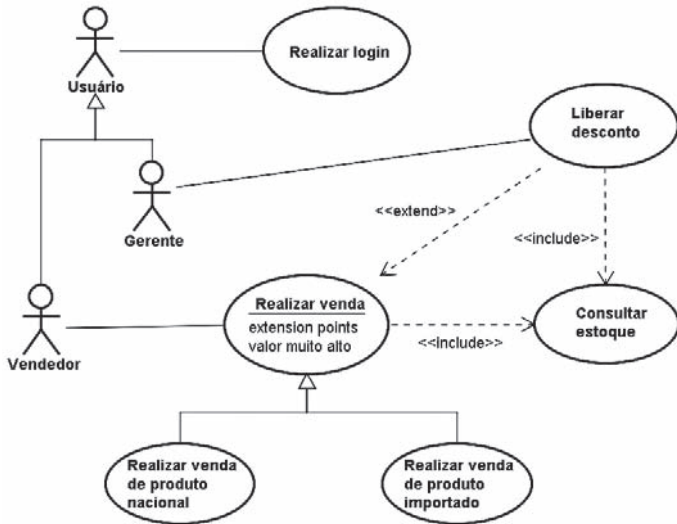 Realizar login
Usuário
Liberar
desconto
Gerente
<<extend>>
<<include>>
Realizar venda
extension points
valor muito alto
Consultar
estoque
<<include>>
Vendedor
Realizar venda
de produto
nacional
Realizar venda
de produto
importado